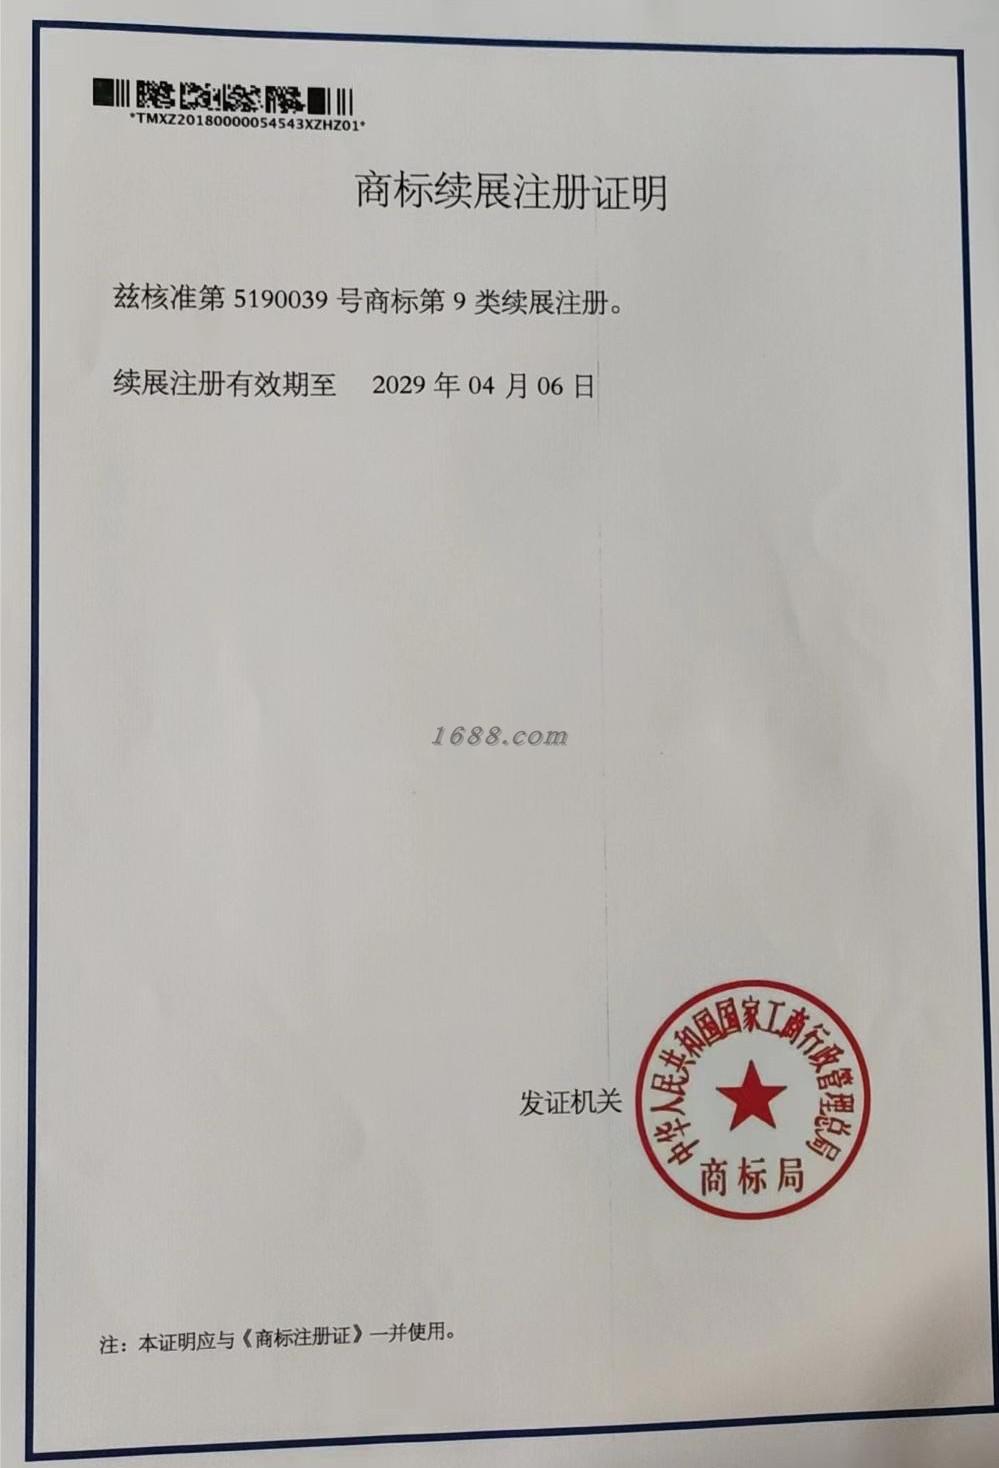 *TMXZ20180000054543XZHZ01*
商标续展注册证明
兹核准第 5190039 号商标第 9 类续展注册。
续展注册有效期至 2029 年 04 月 06 日
1688.com
中华人民共和国国家工商行政管理总局
发证机关
商标局
注：本证明应与《商标注册证》一并使用。